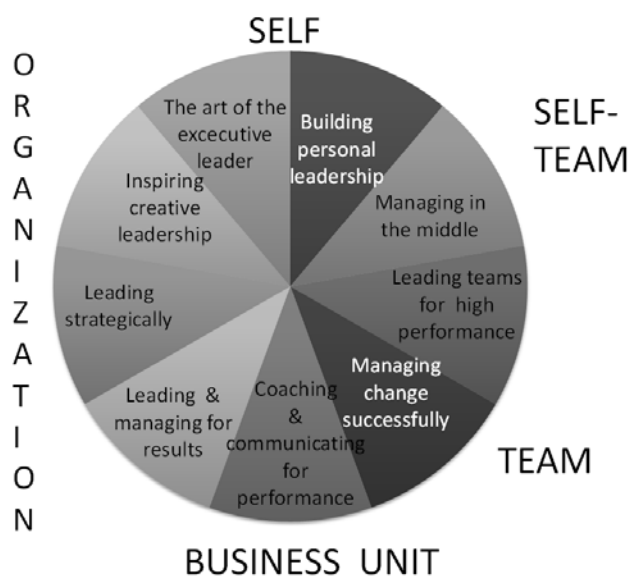 SELF
ORGANIZATION
SELF-
TEAM
TEAM
BUSINESS UNIT
Building
personal
leadership
Managing in
the middle
Leading teams
for high
performance
Managing
change
successfully
Coaching
&
communicating
for
performance
Leading &
managing for
results
Leading
strategically
Inspiring
creative
leadership
The art of the
excecutive
leader